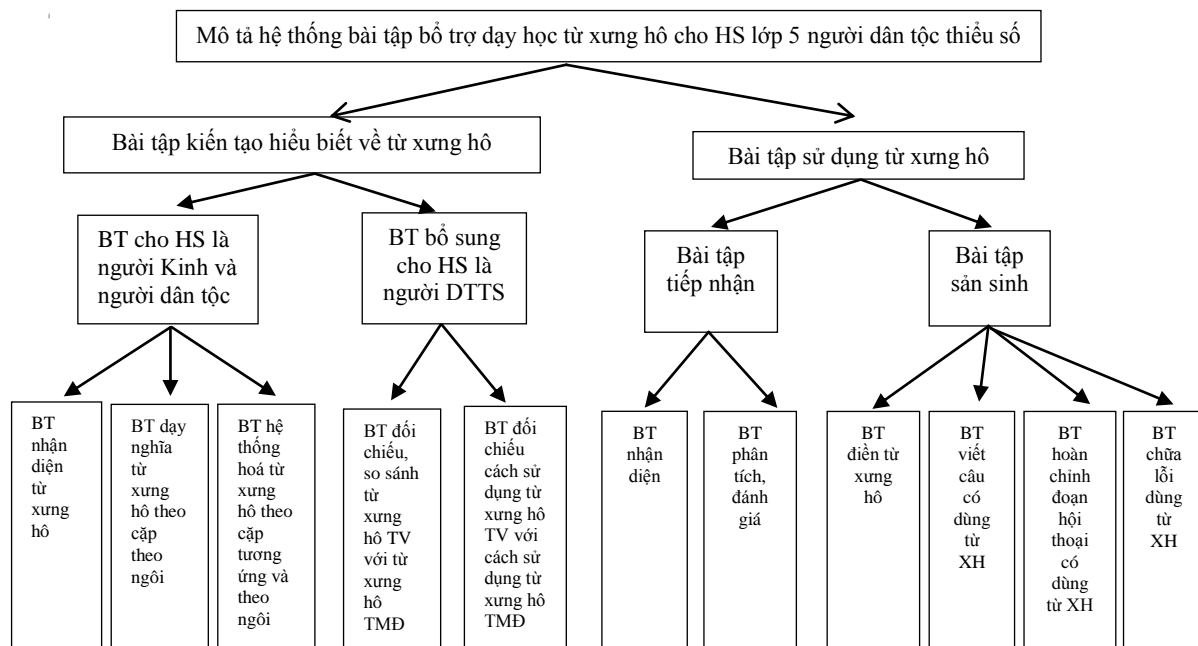 Mô tả hệ thống bài tập bổ trợ dạy học từ xưng hô cho HS lớp 5 người dân tộc thiểu số
Bài tập kiến tạo hiểu biết về từ xưng hô
Bài tập sử dụng từ xưng hô
BT cho HS là
người Kinh và
người dân tộc
BT bổ sung
cho HS là
người DTTS
Bài tập
tiếp nhận
Bài tập
sản sinh
BT
nhận
diện
từ
xưng
hô
BT dạy
nghĩa
từ
xưng
hô theo
cặp
theo
ngôi
BT hệ
thống
hoá từ
xưng
hô theo
cặp
tương
ứng và
theo
ngôi
BT đối
chiếu,
so sánh
từ
xưng
hô TV
với từ
xưng
hô
TMĐ
BT đối
chiếu
cách sử
dụng từ
xưng hô
TV với
cách sử
dụng từ
xưng hô
TMĐ
BT
nhận
diện
BT
phân
tích,
đánh
giá
BT
điền từ
xưng
hô
BT
viết
câu
có
dùng
từ
XH
BT
hoàn
chỉnh
đoạn
hội
thoại
có
dùng
từ XH
BT
chữa
lỗi
dùng
từ
XH